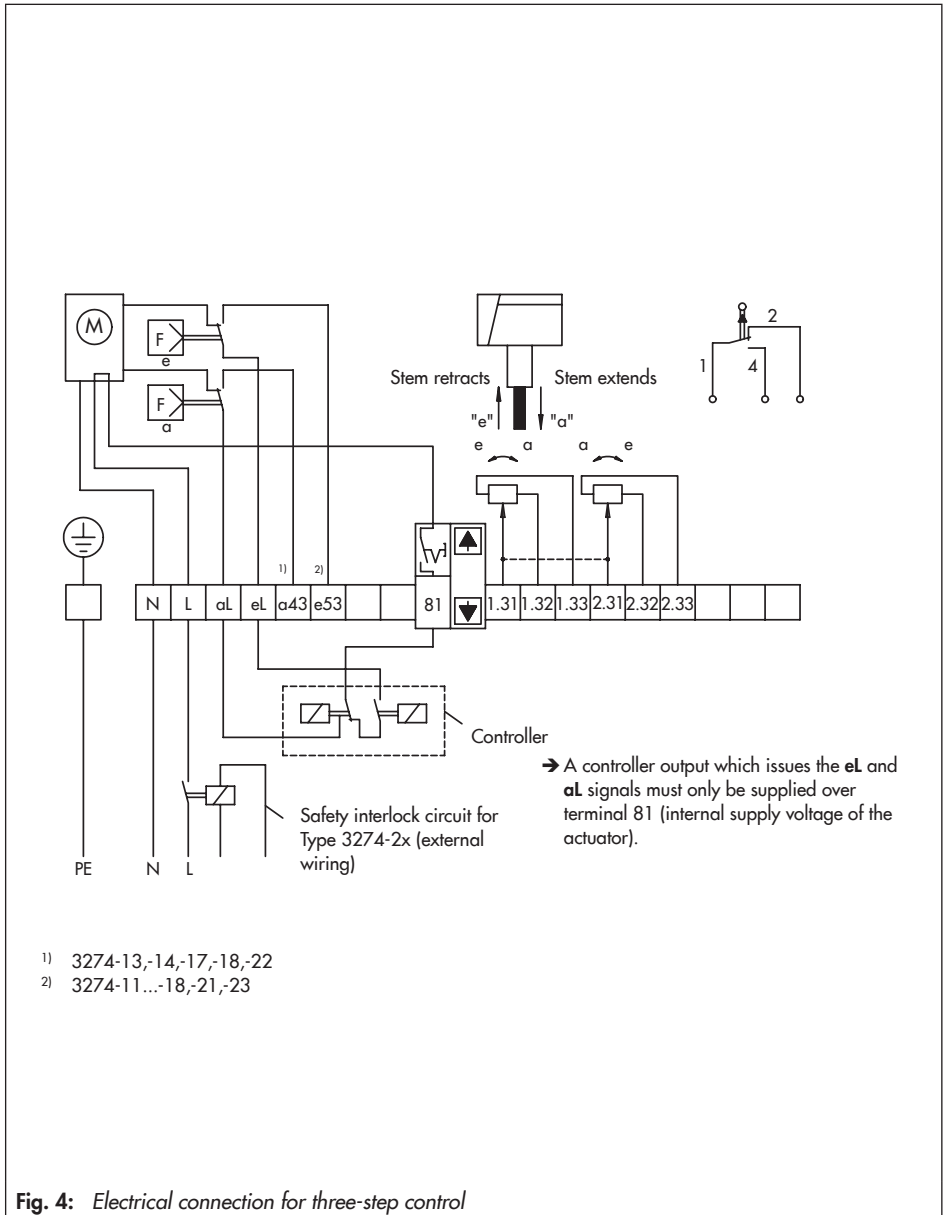 M
F
e
F
a
Stem retracts
Stem extends
"e"
"a"
e a a e
2
1 4
1) 2)
N L aL eL a43 e53 81 1.31 1.32 1.33 2.31 2.32 2.33
Controller
➔ A controller output which issues the eL and
aL signals must only be supplied over
terminal 81 (internal supply voltage of the
actuator).
Safety interlock circuit for
Type 3274-2x (external
wiring)
PE N L
1) 3274-13,-14,-17,-18,-22
2) 3274-11...-18,-21,-23
Fig. 4: Electrical connection for three-step control